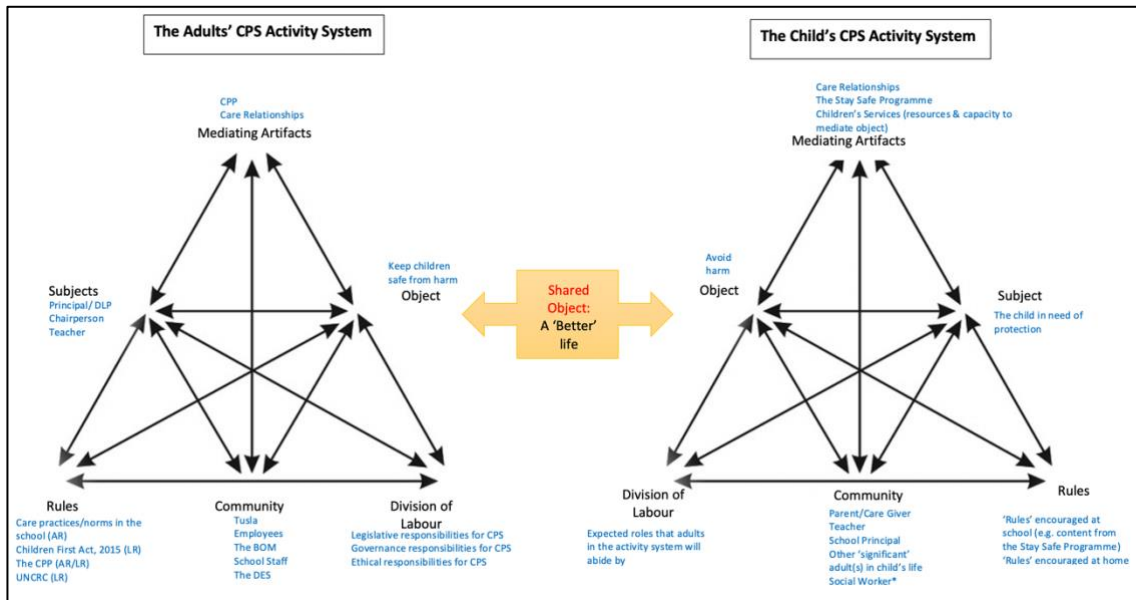 The Adults' CPS Activity System
CPP
Care Relationships
Mediating Artifacts
Subjects
Principal/ DLP
Chairperson
Teacher
Keep children
safe from harm
Object
Rules
Care practices/norms in the
school (AR)
Children First Act, 2015 (LR)
The CPP (AR/LR)
UNCRC (LR)
Community
Tusla
Employees
The BOM
School Staff
The DES
Division of
Labour
Legislative responsibilities for CPS
Governance responsibilities for CPS
Ethical responsibilities for CPS
Shared
Object:
A 'Better'
life
The Child's CPS Activity System
Care Relationships
The Stay Safe Programme
Children's Services (resources & capacity to
mediate object)
Mediating Artifacts
Avoid
harm
Object
Subject
The child in need of
protection
Division of
Labour
Expected roles that adults
in the activity system will
abide by
Community
Parent/Care Giver
Teacher
School Principal
Other 'significant'
adult(s) in child's life
Social Worker*
Rules
'Rules' encouraged at
school (e.g. content from
the Stay Safe Programme)
'Rules' encouraged at home